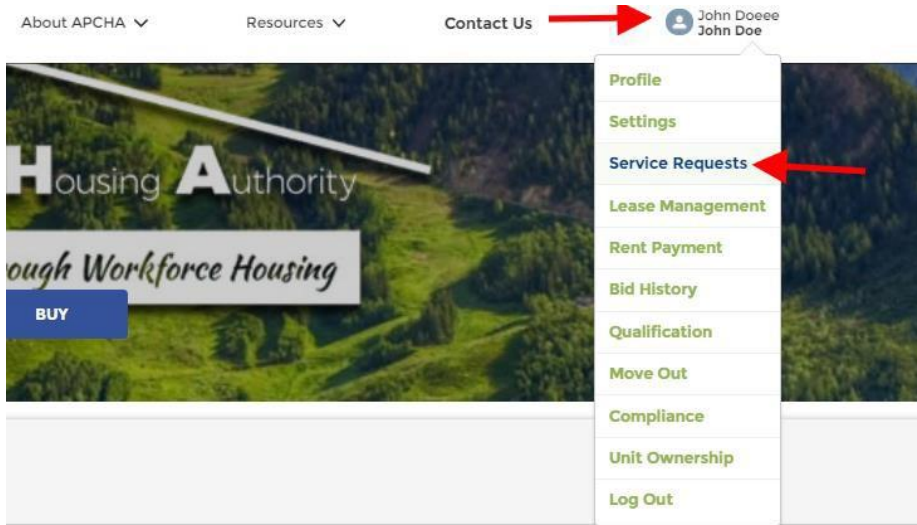 About APCHA
Resources
Contact Us
John Doeee
John Doe
Profile
Settings
Service Requests
Lease Management
Rent Payment
Bid History
Qualification
Move Out
Compliance
Unit Ownership
Log Out
Housing Authority
ough Workforce Housing
BUY